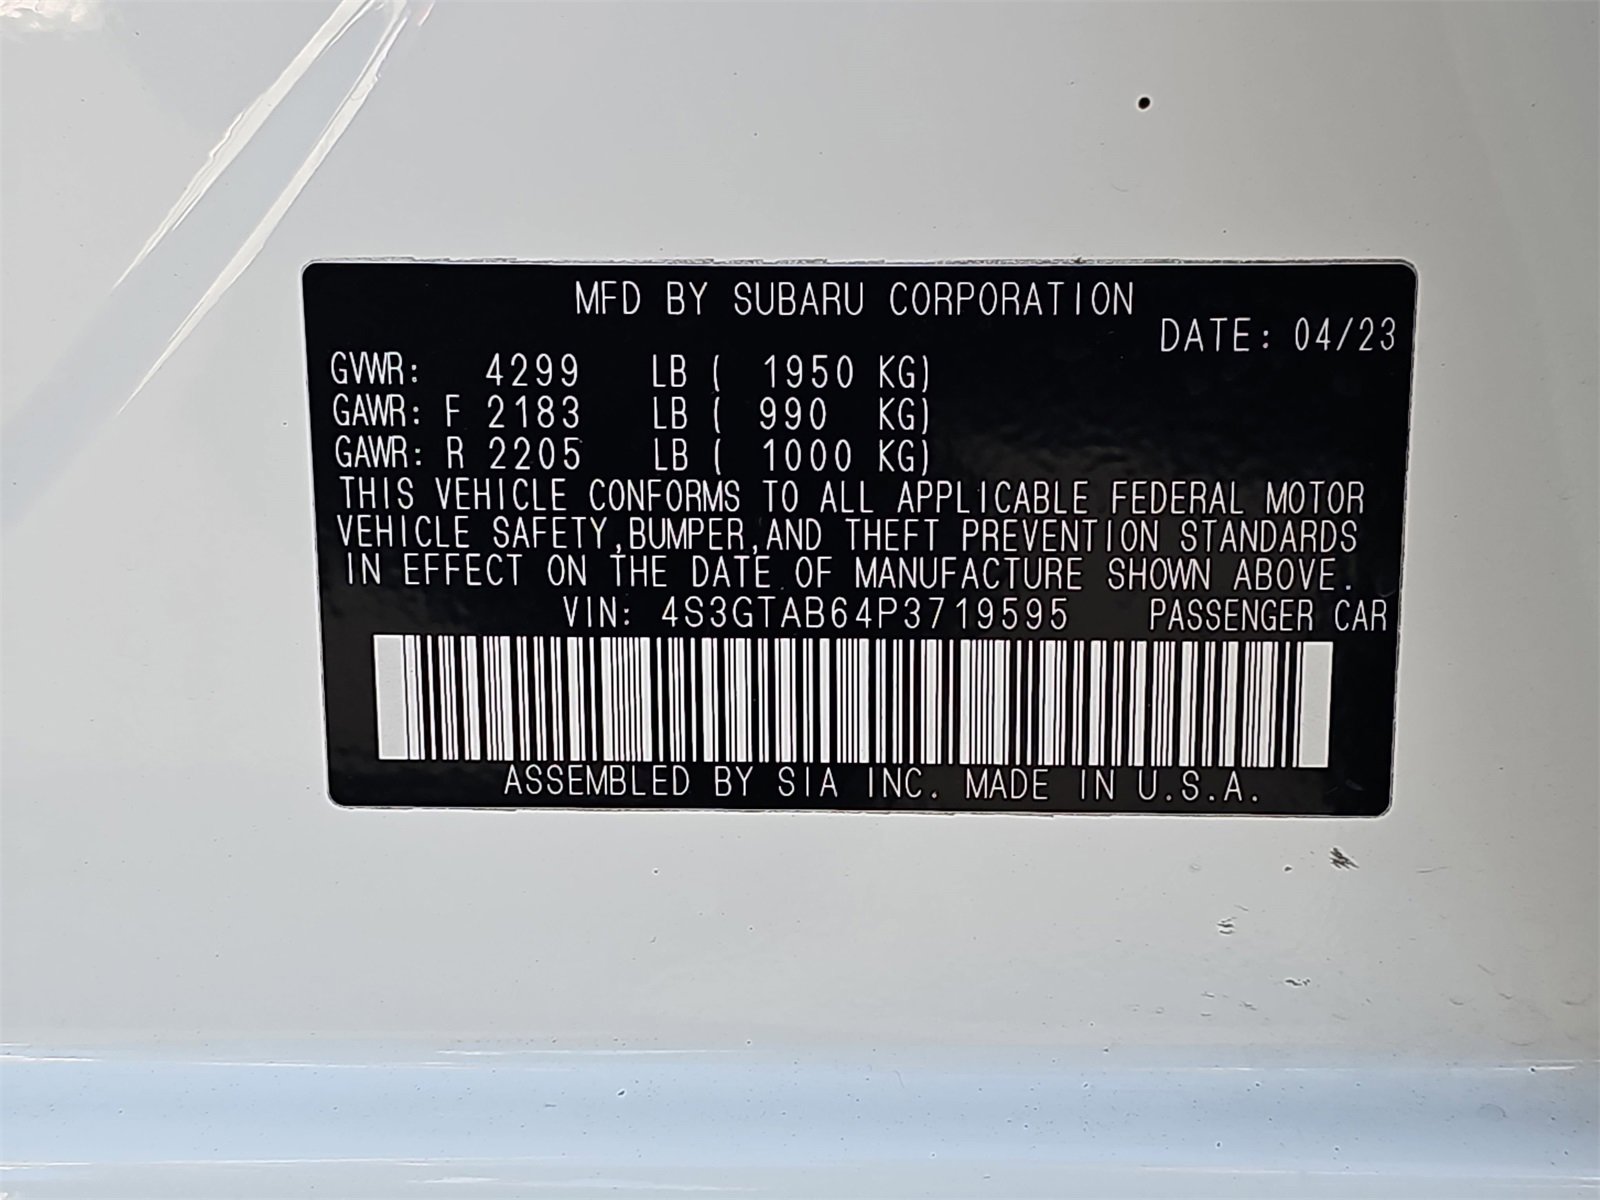 MFD BY SUBARU CORPORATION
DATE: 04/23
GVWR: 4299 LB ( 1950 KG)
GAWR: F 2183 LB ( 990 KG)
GAWR: R 2205 LB ( 1000 KG)
THIS VEHICLE CONFORMS TO ALL APPLICABLE FEDERAL MOTOR
VEHICLE SAFETY,BUMPER,AND THEFT PREVENTION STANDARDS
IN EFFECT ON THE DATE OF MANUFACTURE SHOWN ABOVE.
VIN: 4S3GTAB64P3719595 PASSENGER CAR
ASSEMBLED BY SIA INC. MADE IN U.S.A.